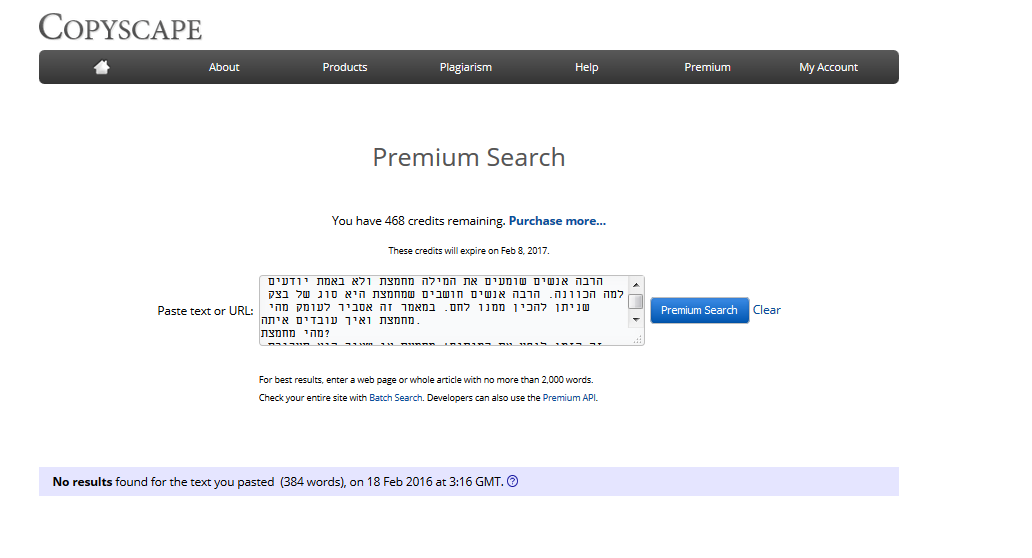 COPYSCAPE
About Products Plagiarism Help Premium My Account
Premium Search
You have 468 credits remaining. Purchase more...
These credits will expire on Feb 8, 2017.
Paste text or URL:
הרבה אנשים שומעים את המילה מחמצת ולא באמת יודעים
למה הכוונה. הרבה אנשים חושבים שמחמצת היא סוג של בצק
שניתן להכין ממנו לחם. במאמר זה אסביר לעומק מהי
מחמצת ואיך עובדים איתה.
מהי מחמצת?
Premium Search Clear
For best results, enter a web page or whole article with no more than 2,000 words.
Check your entire site with Batch Search. Developers can also use the Premium API.
No results found for the text you pasted (384 words), on 18 Feb 2016 at 3:16 GMT. ?